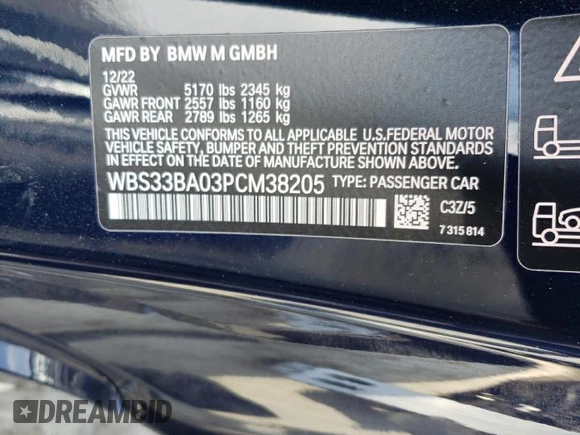 MFD BY BMW M GMBH
12/22
GVWR 5170 lbs 2345 kg
GAWR FRONT 2557 lbs 1160 kg
GAWR REAR 2789 lbs 1265 kg
THIS VEHICLE CONFORMS TO ALL APPLICABLE U.S.FEDERAL MOTOR
VEHICLE SAFETY, BUMPER AND THEFT PREVENTION STANDARDS
IN EFFECT ON THE DATE OF MANUFACTURE SHOWN ABOVE.
WBS33BA03PCM38205 TYPE: PASSENGER CAR
C3Z/5
7 315 814
DREAMBID